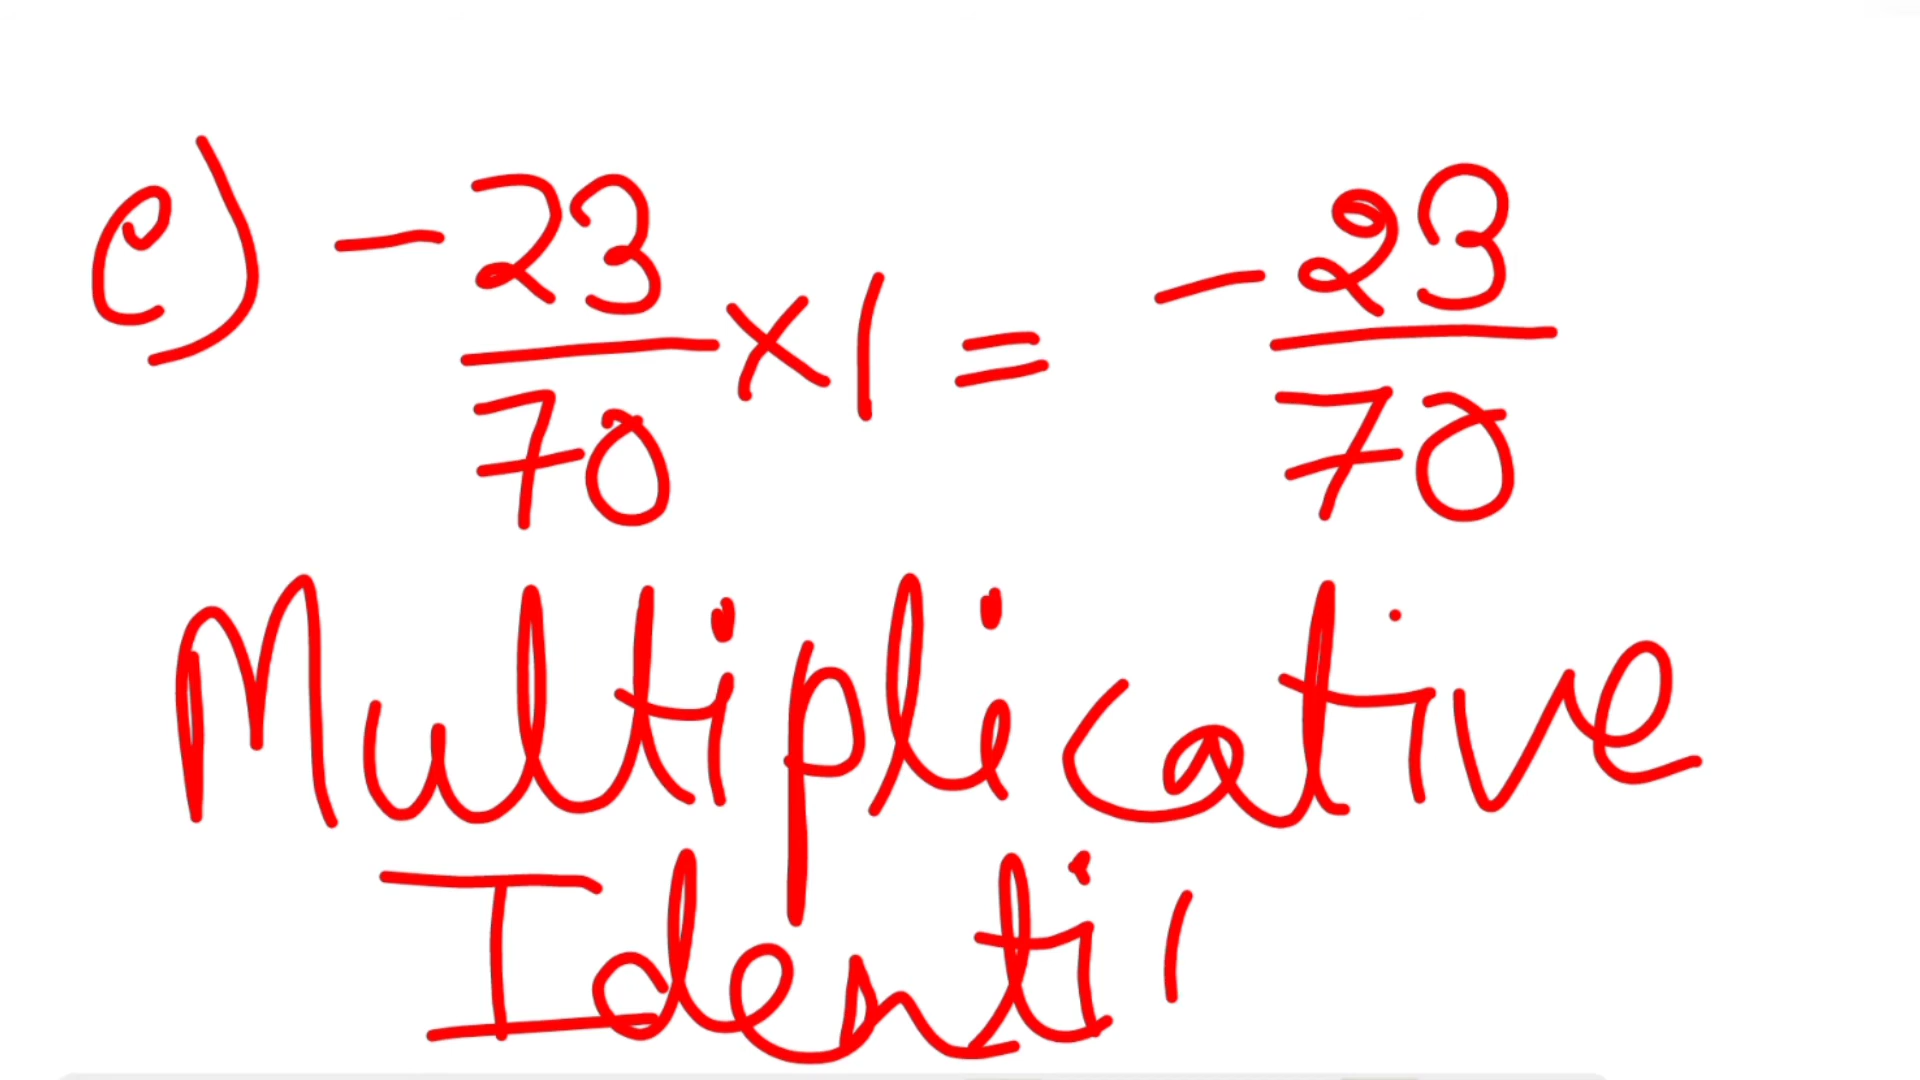 e) -23/70 ×1 = -23/70
Multiplicative
Identi